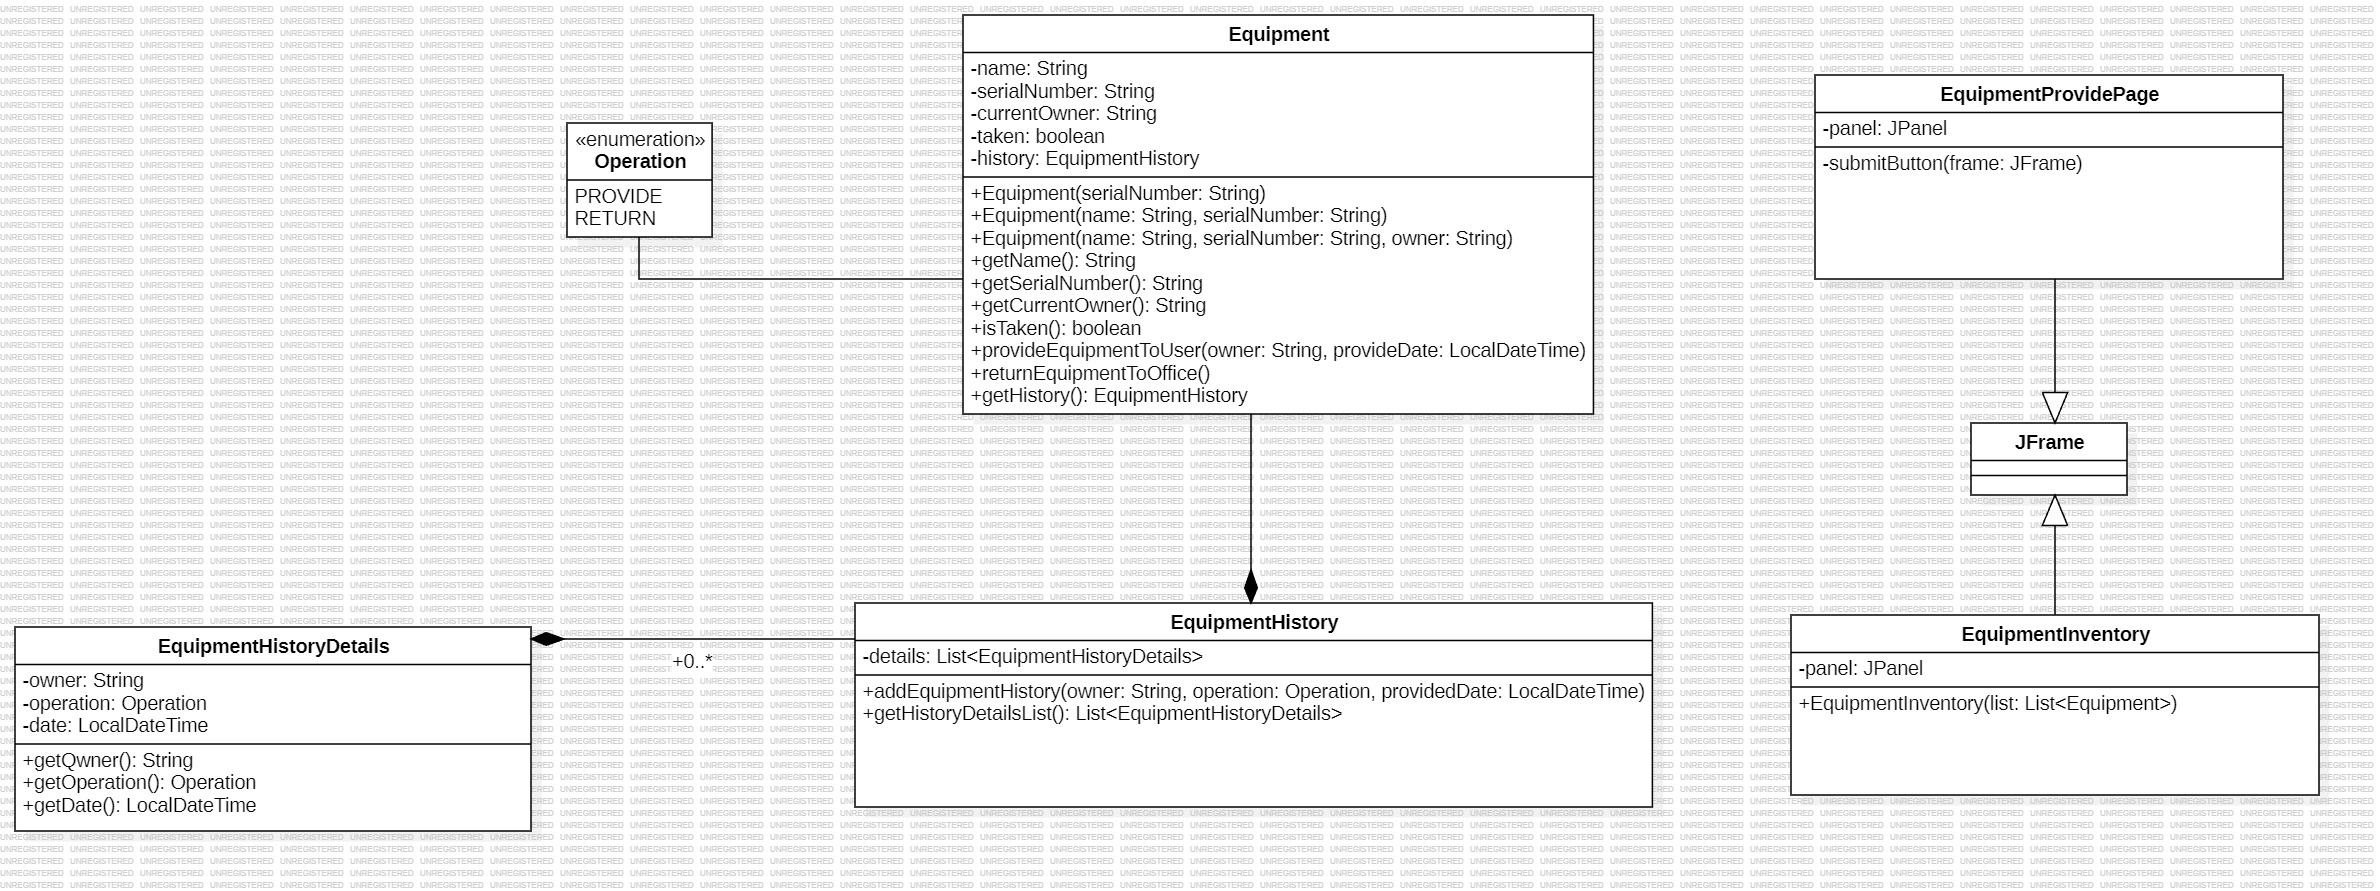 Equipment
-name: String
-serialNumber: String
-currentOwner: String
-taken: boolean
-history: EquipmentHistory
+Equipment(serialNumber: String)
+Equipment(name: String, serialNumber: String)
+Equipment(name: String, serialNumber: String, owner: String)
+getName(): String
+getSerialNumber(): String
+getCurrentOwner(): String
+isTaken(): boolean
+provideEquipmentToUser(owner: String, provideDate: LocalDateTime)
+returnEquipmentToOffice()
+getHistory(): EquipmentHistory
«enumeration»
Operation
PROVIDE
RETURN
EquipmentProvidePage
-panel: JPanel
-submitButton(frame: JFrame)
JFrame
EquipmentHistoryDetails
-owner: String
-operation: Operation
-date: LocalDateTime
+getQwner(): String
+getOperation(): Operation
+getDate(): LocalDateTime
+0..*
EquipmentHistory
-details: List<EquipmentHistoryDetails>
+addEquipmentHistory(owner: String, operation: Operation, providedDate: LocalDateTime)
+getHistoryDetailsList(): List<EquipmentHistoryDetails>
EquipmentInventory
-panel: JPanel
+EquipmentInventory(list: List<Equipment>)
UNREGISTERED